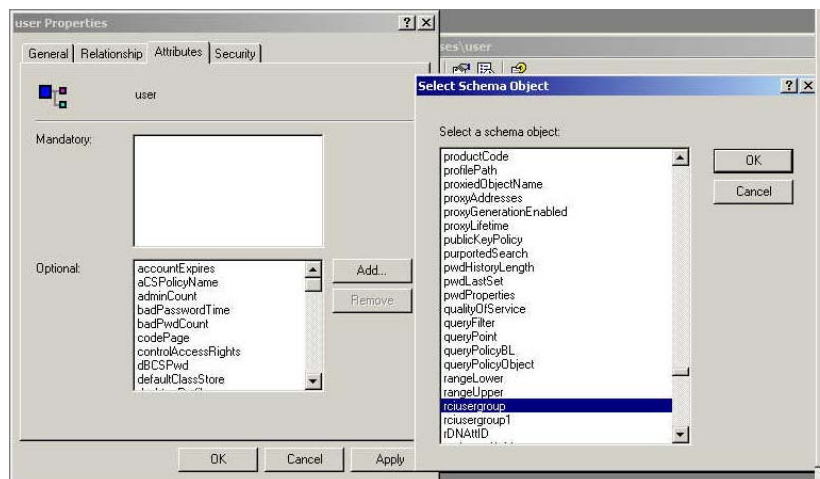 user Properties
General Relationship Attributes Security
user
Mandatory:
Optional:
accountExpires
aCSPolicyName
adminCount
badPasswordTime
badPwdCount
codePage
controlAccessRights
dBCSPwd
defaultClassStore
Add...
Remove
OK Cancel Apply
ses\user
Select Schema Object
Select a schema object:
productCode
profilePath
proxiedObjectName
proxyAddresses
proxyGenerationEnabled
proxyLifetime
publicKeyPolicy
purportedSearch
pwdHistoryLength
pwdLastSet
pwdProperties
qualityOfService
queryFilter
queryPoint
queryPolicyBL
queryPolicyObject
rangeLower
rangeUpper
rciusergroup
rciusergroup1
rDNAttID
OK
Cancel